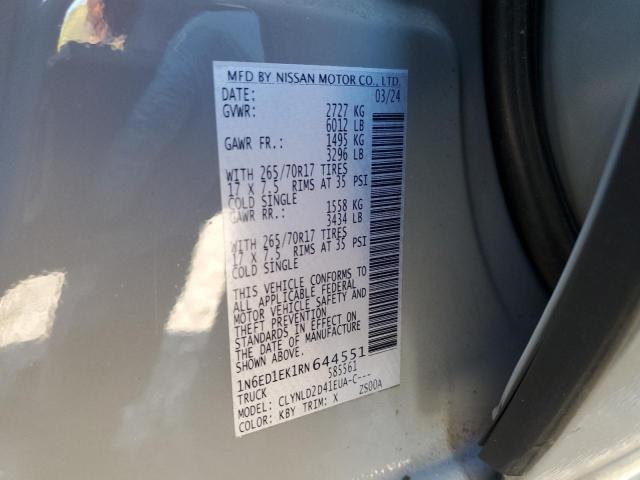 MFD BY NISSAN MOTOR CO., LTD.
DATE: 03/24
GVWR: 2727 KG
6012 LB
GAWR FR.: 1495 KG
3296 LB
WITH 265/70R17 TIRES
17 X 7.5 RIMS AT 35 PSI
COLD SINGLE
GAWR RR.: 1558 KG
3434 LB
WITH 265/70R17 TIRES
17 X 7.5 RIMS AT 35 PSI
COLD SINGLE
THIS VEHICLE CONFORMS TO
ALL APPLICABLE FEDERAL
MOTOR VEHICLE SAFETY AND
THEFT PREVENTION
STANDARDS IN EFFECT ON
THE DATE OF MANUFACTURE
SHOWN ABOVE.
1N6ED1EK1RN644551
TRUCK 585561
MODEL: CLYNLD2D41EUA-C---
COLOR: KBY TRIM: X ZS00A